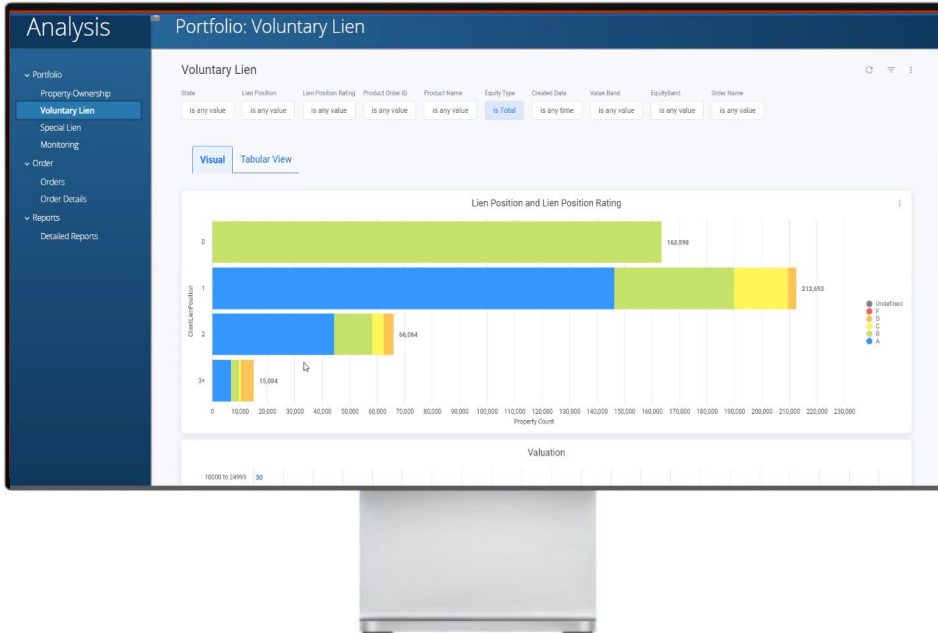 Analysis
Portfolio: Voluntary Lien
Portfolio
Property-Ownership
Voluntary Lien
Special Lien
Monitoring
Order
Orders
Order Details
Reports
Detailed Reports
Voluntary Lien
State Lien Position Lien Position Rating Product Order ID Product Name Equity Type Created Date Value Band EquityBand Order Name
is any value is any value is any value is any value is any value is Total is any time is any value is any value is any value
Visual Tabular View
Lien Position and Lien Position Rating
ClientLienPosition
0 163,598
1 212,693
2 66,064
3+ 15,084
0 10,000 20,000 30,000 40,000 50,000 60,000 70,000 80,000 90,000 100,000 110,000 120,000 130,000 140,000 150,000 160,000 170,000 180,000 190,000 200,000 210,000 220,000 230,000
Property Count
Undefined
F
D
C
B
A
Valuation
10000 to 24999 30